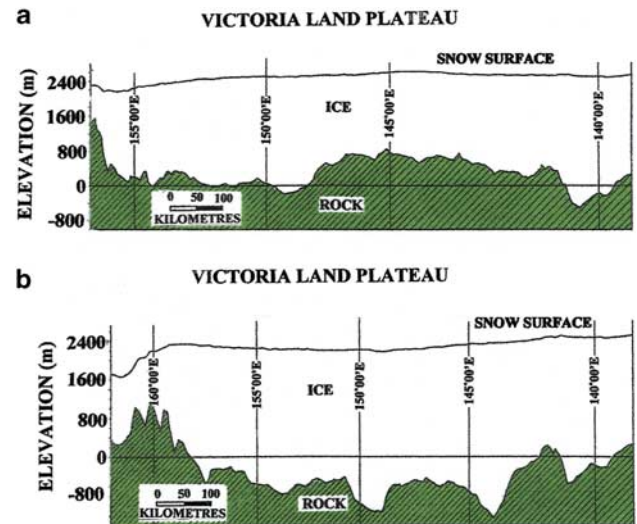 a
VICTORIA LAND PLATEAU
SNOW SURFACE
ELEVATION (m)
2400
1600
800
0
-800
ICE
155°00'E
150°00'E
145°00'E
140°00'E
0 50 100
KILOMETRES
ROCK
b
VICTORIA LAND PLATEAU
SNOW SURFACE
ELEVATION (m)
2400
1600
800
0
-800
ICE
160°00'E
155°00'E
150°00'E
145°00'E
140°00'E
0 50 100
KILOMETRES
ROCK